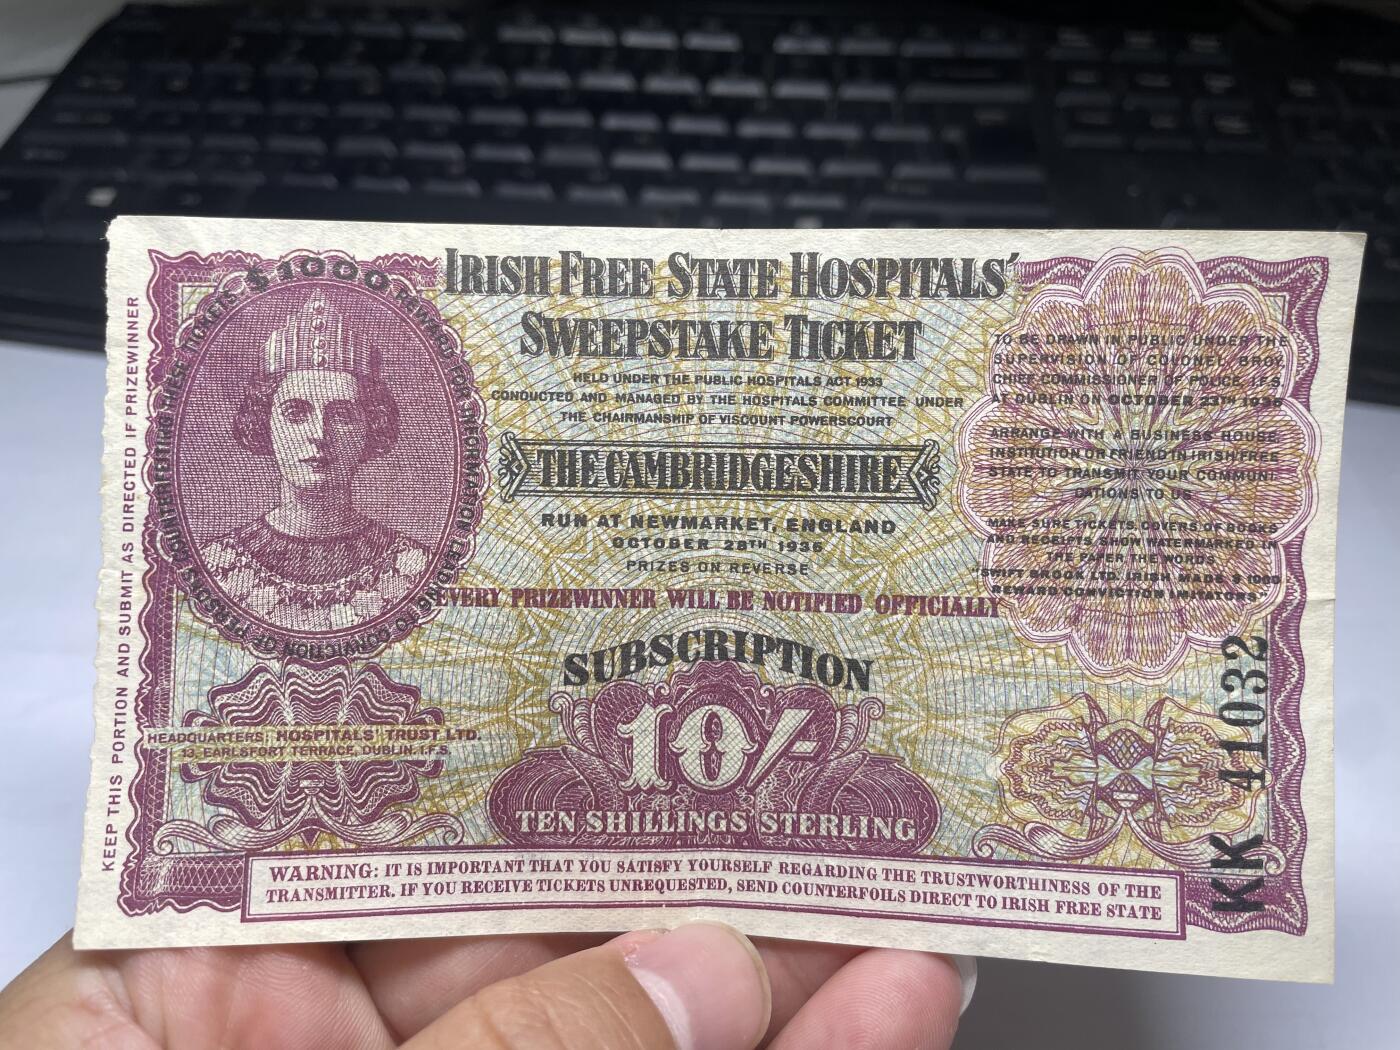 KEEP THIS PORTION AND SUBMIT AS DIRECTED IF PRIZEWINNER
$1000 REWARD FOR INFORMATION LEADING TO CONVICTION OF PERSONS COUNTERFEITING THESE TICKETS
IRISH FREE STATE HOSPITALS'
SWEEPSTAKE TICKET
HELD UNDER THE PUBLIC HOSPITALS ACT 1933
CONDUCTED AND MANAGED BY THE HOSPITALS COMMITTEE UNDER
THE CHAIRMANSHIP OF VISCOUNT POWERSCOURT
THE CAMBRIDGESHIRE
RUN AT NEWMARKET, ENGLAND
OCTOBER 28TH 1936
PRIZES ON REVERSE
EVERY PRIZEWINNER WILL BE NOTIFIED OFFICIALLY
SUBSCRIPTION
10/-
TEN SHILLINGS STERLING
HEADQUARTERS: HOSPITALS' TRUST LTD.
13, EARLSFORT TERRACE, DUBLIN, I.F.S.
TO BE DRAWN IN PUBLIC UNDER THE
SUPERVISION OF COLONEL BROY
CHIEF COMMISSIONER OF POLICE, I.F.S.
AT DUBLIN ON OCTOBER 23TH 1936
ARRANGE WITH A BUSINESS HOUSE,
INSTITUTION OR FRIEND IN IRISH FREE
STATE TO TRANSMIT YOUR COMMUNI-
CATIONS TO US
MAKE SURE TICKETS, COVERS OF BOOKS
AND RECEIPTS SHOW WATERMARKED IN
THE PAPER THE WORDS
"SWIFT BROOK LTD. IRISH MADE $1000
REWARD CONVICTION IMITATORS"
KK 41032
WARNING: IT IS IMPORTANT THAT YOU SATISFY YOURSELF REGARDING THE TRUSTWORTHINESS OF THE
TRANSMITTER. IF YOU RECEIVE TICKETS UNREQUESTED, SEND COUNTERFOILS DIRECT TO IRISH FREE STATE